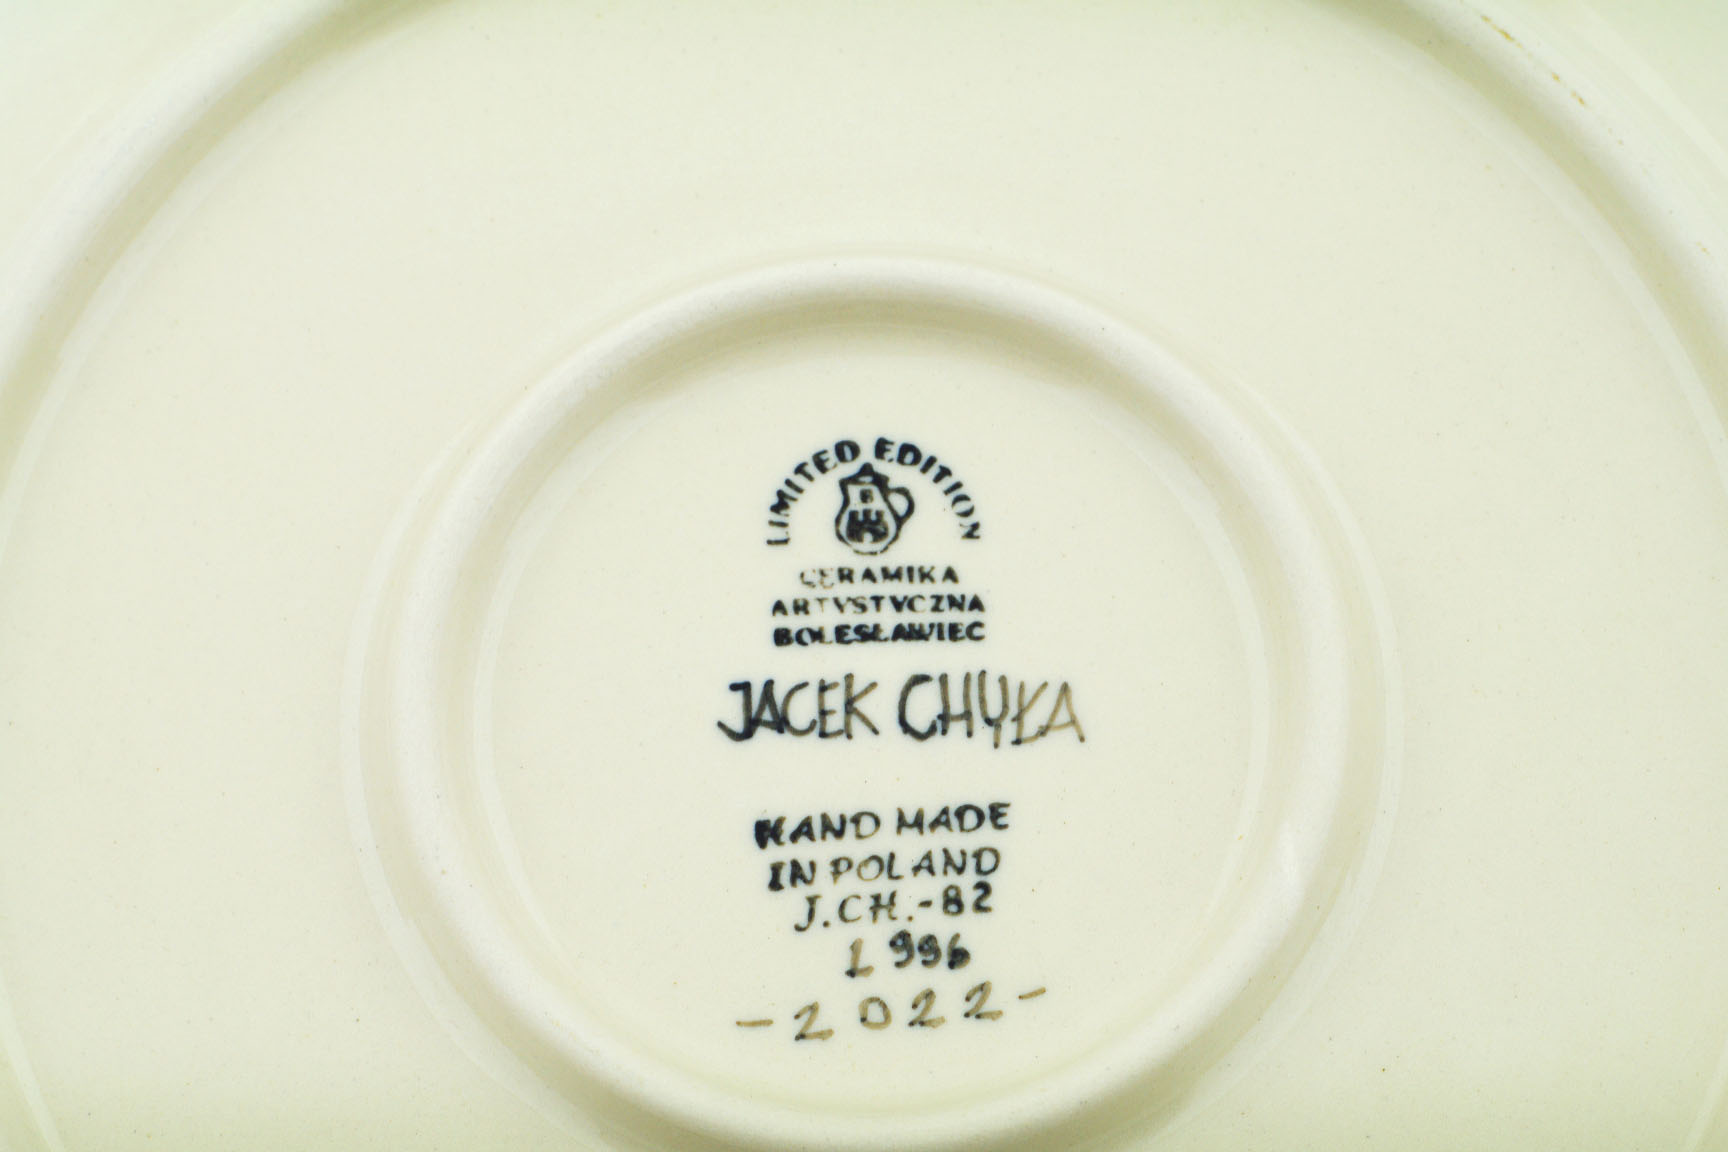 LIMITED EDITION
B
CERAMIKA
ARTYSTYCZNA
BOLESŁAWIEC
JACEK CHYŁA
HAND MADE
IN POLAND
J.CH.-82
1996
-2022-